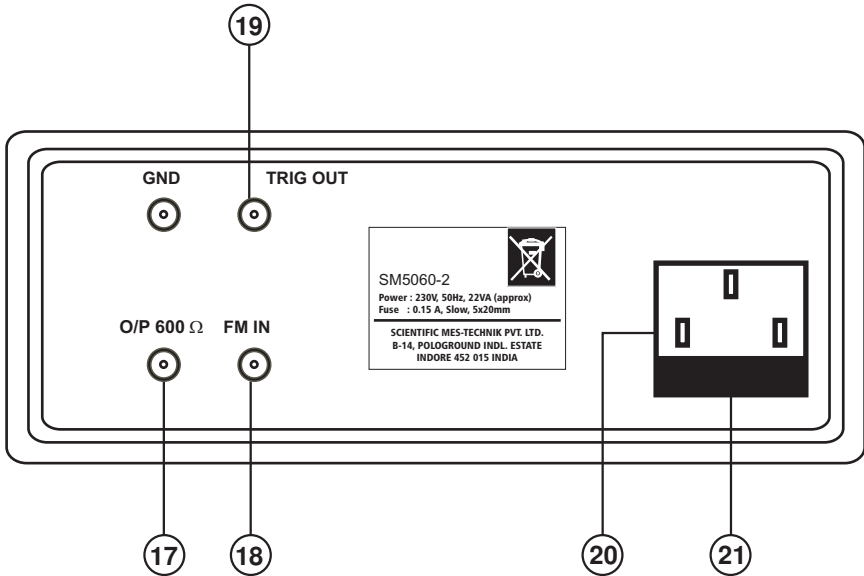 19
GND TRIG OUT
SM5060-2
Power : 230V, 50Hz, 22VA (approx)
Fuse : 0.15 A, Slow, 5x20mm
SCIENTIFIC MES-TECHNIK PVT. LTD.
B-14, POLOGROUND INDL. ESTATE
INDORE 452 015 INDIA
O/P 600 Ω FM IN
17 18 20 21